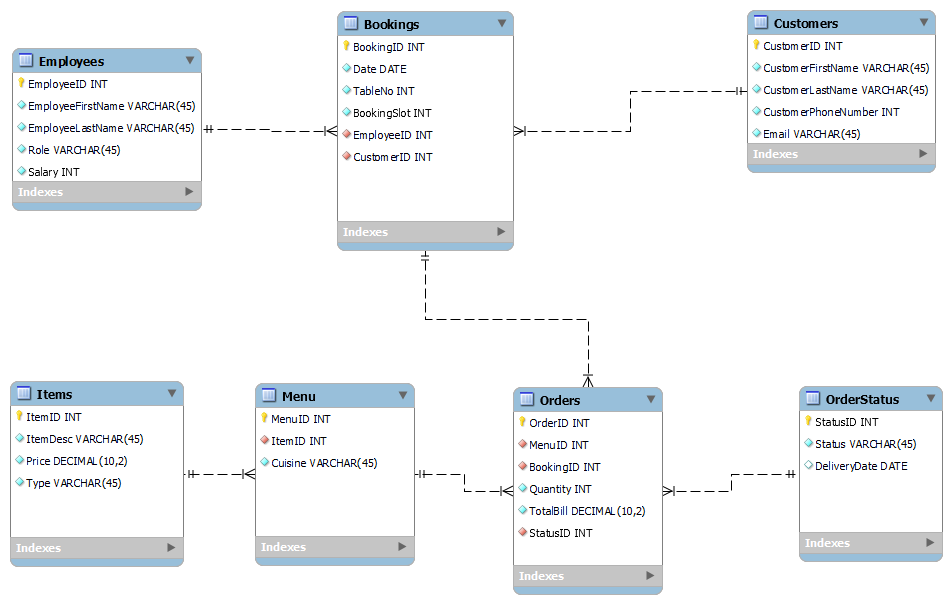 Employees
EmployeeID INT
EmployeeFirstName VARCHAR(45)
EmployeeLastName VARCHAR(45)
Role VARCHAR(45)
Salary INT
Indexes
Bookings
BookingID INT
Date DATE
TableNo INT
BookingSlot INT
EmployeeID INT
CustomerID INT
Indexes
Customers
CustomerID INT
CustomerFirstName VARCHAR(45)
CustomerLastName VARCHAR(45)
CustomerPhoneNumber INT
Email VARCHAR(45)
Indexes
Items
ItemID INT
ItemDesc VARCHAR(45)
Price DECIMAL(10,2)
Type VARCHAR(45)
Indexes
Menu
MenuID INT
ItemID INT
Cuisine VARCHAR(45)
Indexes
Orders
OrderID INT
MenuID INT
BookingID INT
Quantity INT
TotalBill DECIMAL(10,2)
StatusID INT
Indexes
OrderStatus
StatusID INT
Status VARCHAR(45)
DeliveryDate DATE
Indexes